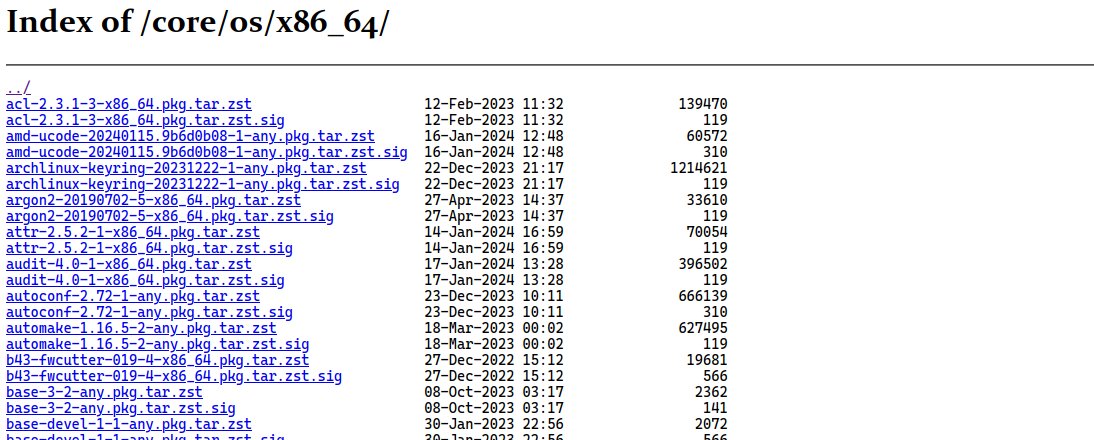 Index of /core/os/x86_64/
../
acl-2.3.1-3-x86_64.pkg.tar.zst 12-Feb-2023 11:32 139470
acl-2.3.1-3-x86_64.pkg.tar.zst.sig 12-Feb-2023 11:32 119
amd-ucode-20240115.9b6d0b08-1-any.pkg.tar.zst 16-Jan-2024 12:48 60572
amd-ucode-20240115.9b6d0b08-1-any.pkg.tar.zst.sig 16-Jan-2024 12:48 310
archlinux-keyring-20231222-1-any.pkg.tar.zst 22-Dec-2023 21:17 1214621
archlinux-keyring-20231222-1-any.pkg.tar.zst.sig 22-Dec-2023 21:17 119
argon2-20190702-5-x86_64.pkg.tar.zst 27-Apr-2023 14:37 33610
argon2-20190702-5-x86_64.pkg.tar.zst.sig 27-Apr-2023 14:37 119
attr-2.5.2-1-x86_64.pkg.tar.zst 14-Jan-2024 16:59 70054
attr-2.5.2-1-x86_64.pkg.tar.zst.sig 14-Jan-2024 16:59 119
audit-4.0-1-x86_64.pkg.tar.zst 17-Jan-2024 13:28 396502
audit-4.0-1-x86_64.pkg.tar.zst.sig 17-Jan-2024 13:28 119
autoconf-2.72-1-any.pkg.tar.zst 23-Dec-2023 10:11 666139
autoconf-2.72-1-any.pkg.tar.zst.sig 23-Dec-2023 10:11 310
automake-1.16.5-2-any.pkg.tar.zst 18-Mar-2023 00:02 627495
automake-1.16.5-2-any.pkg.tar.zst.sig 18-Mar-2023 00:02 119
b43-fwcutter-019-4-x86_64.pkg.tar.zst 27-Dec-2022 15:12 19681
b43-fwcutter-019-4-x86_64.pkg.tar.zst.sig 27-Dec-2022 15:12 566
base-3-2-any.pkg.tar.zst 08-Oct-2023 03:17 2362
base-3-2-any.pkg.tar.zst.sig 08-Oct-2023 03:17 141
base-devel-1-1-any.pkg.tar.zst 30-Jan-2023 22:56 2072
base-devel-1-1-any.pkg.tar.zst.sig 30-Jan-2023 22:56 566